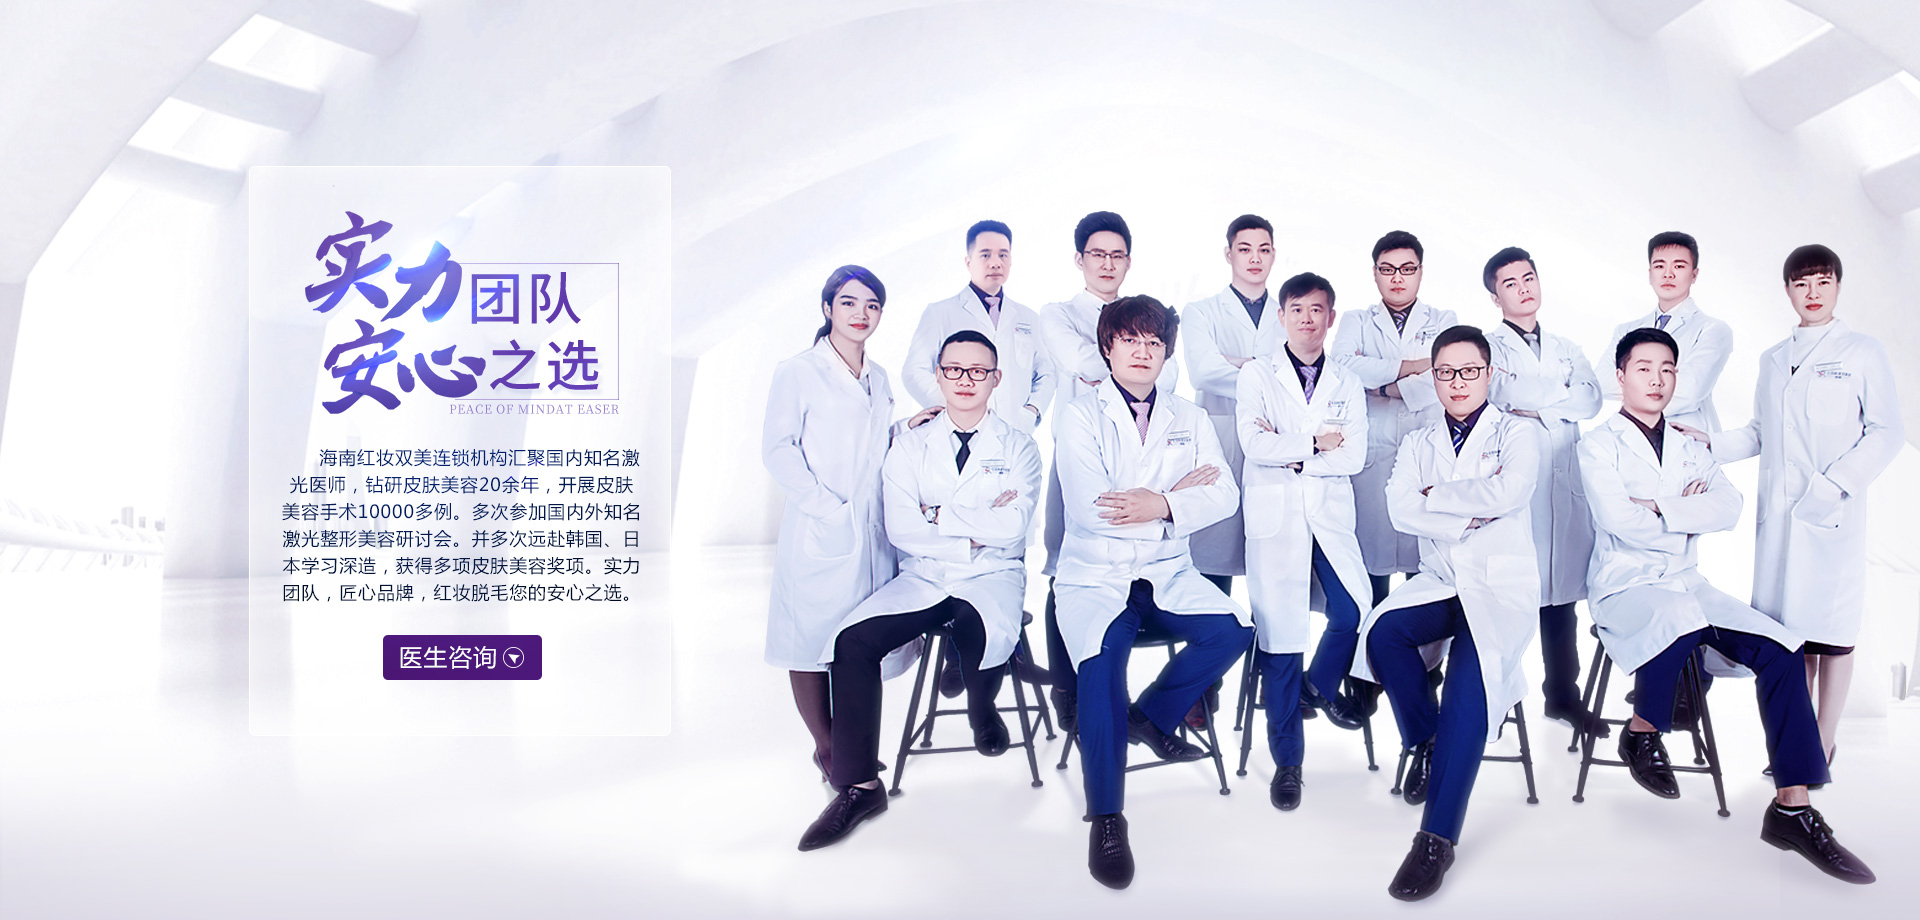 实力团队
安心之选
PEACE OF MINDAT EASER
海南红妆双美连锁机构汇聚国内知名激
光医师，钻研皮肤美容20余年，开展皮肤
美容手术10000多例。多次参加国内外知名
激光整形美容研讨会。并多次远赴韩国、日
本学习深造，获得多项皮肤美容奖项。实力
团队，匠心品牌，红妆脱毛您的安心之选。
医生咨询